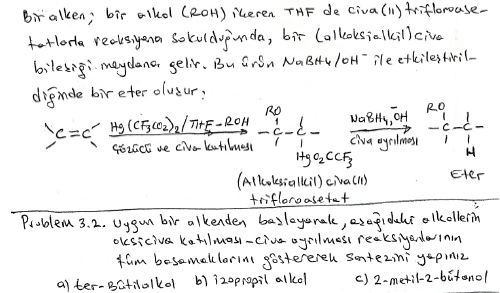 Bir alken, bir alkol (ROH) içeren THF de civa(II) trifloroase-
tatlarla reaksiyona sokulduğunda, bir (alkoksialkil)civa
bileşiği meydana gelir. Bu ürün NaBH4/OH⁻ ile etkileştiril-
diğinde bir eter oluşur:
C=C
Hg(CF3CO2)2/THF-ROH
Çözücü ve civa katılması
RO
-C-C-
HgO2CCF3
NaBH4, OH⁻
Civa ayrılması
RO
-C-C-
H
Eter
(Alkoksialkil)civa(II)
trifloroasetat
Problem 3.2. Uygun bir alkenden başlayarak, aşağıdaki alkollerin
oksiciva katılması-civa ayrılması reaksiyonlarının
tüm basamaklarını göstererek sentezini yapınız
a) ter-Bütilalkol b) izopropil alkol c) 2-metil-2-bütanol